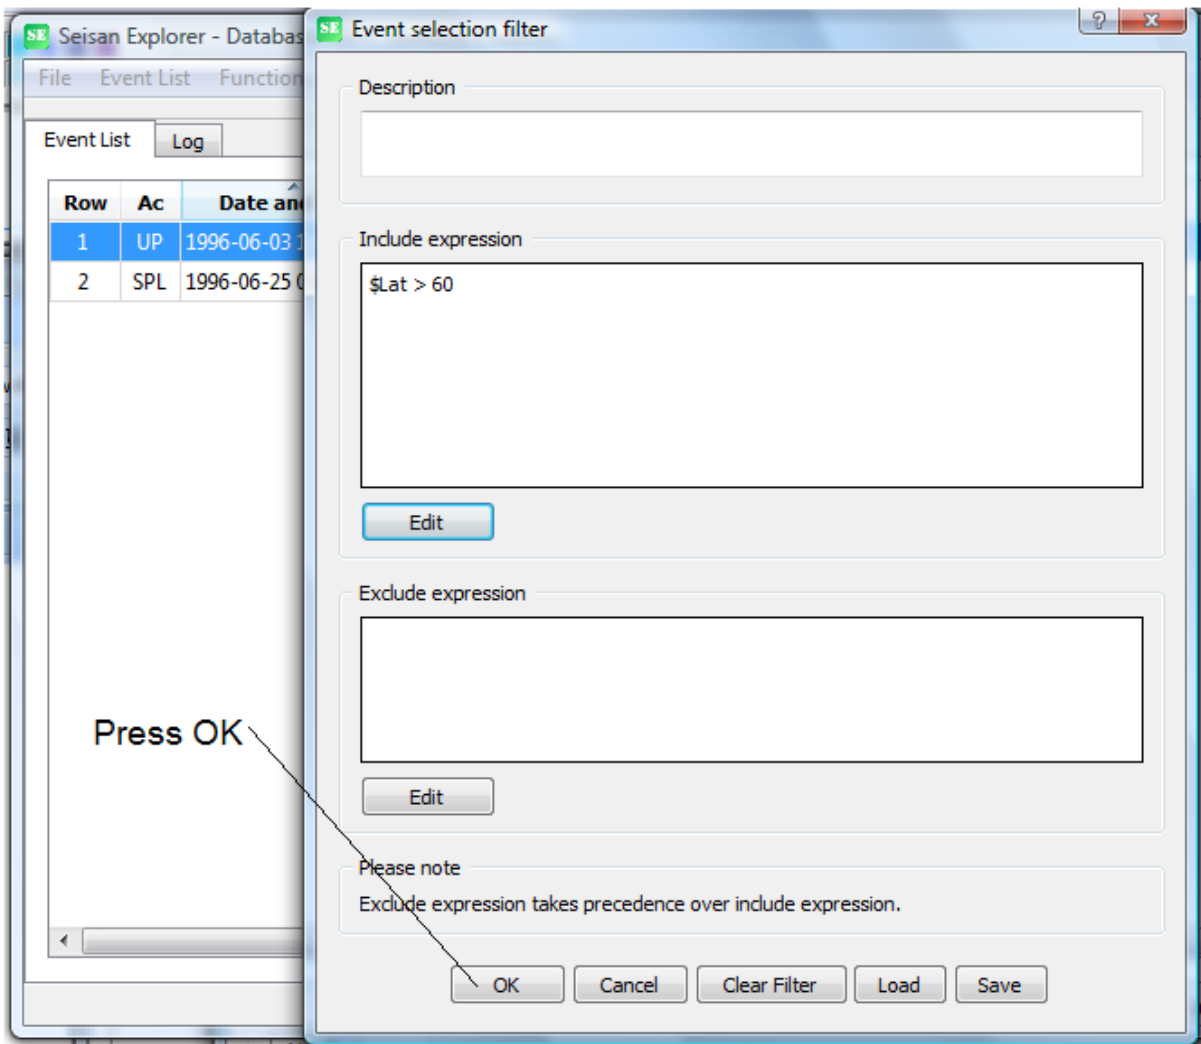 SE Seisan Explorer - Databas
File Event List Function
Event List Log
Row Ac Date an
1 UP 1996-06-03 1
2 SPL 1996-06-25 0
Press OK
SE Event selection filter
?
x
Description
Include expression
$Lat > 60
Edit
Exclude expression
Edit
Please note
Exclude expression takes precedence over include expression.
OK Cancel Clear Filter Load Save